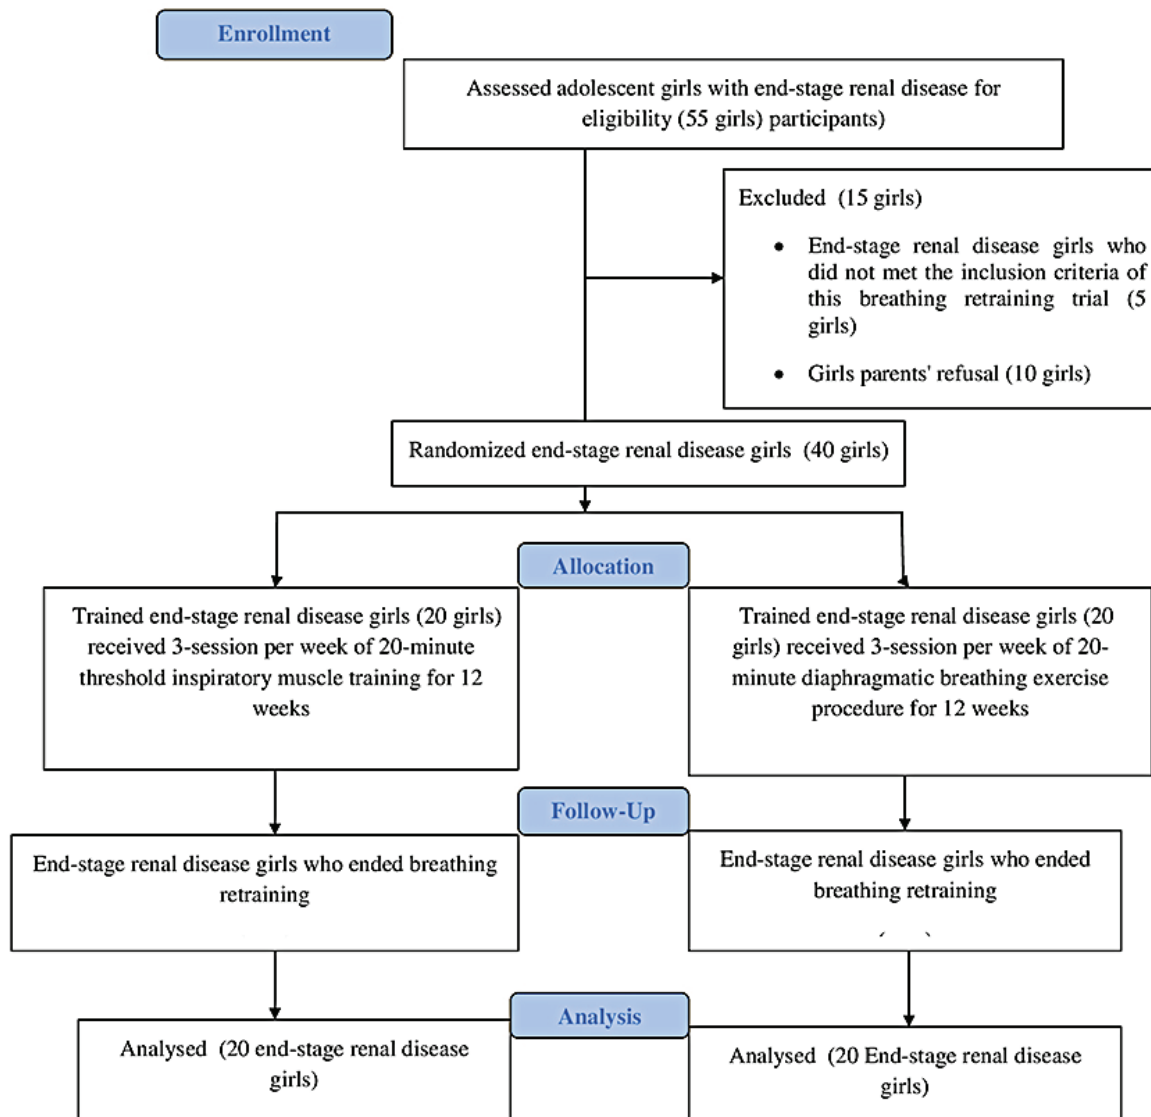 Enrollment
Assessed adolescent girls with end-stage renal disease for
eligibility (55 girls) participants)
Excluded (15 girls)
• End-stage renal disease girls who
did not met the inclusion criteria of
this breathing retraining trial (5
girls)
• Girls parents' refusal (10 girls)
Randomized end-stage renal disease girls (40 girls)
Allocation
Trained end-stage renal disease girls (20 girls)
received 3-session per week of 20-minute
threshold inspiratory muscle training for 12
weeks
Trained end-stage renal disease girls (20
girls) received 3-session per week of 20-
minute diaphragmatic breathing exercise
procedure for 12 weeks
Follow-Up
End-stage renal disease girls who ended breathing
retraining
End-stage renal disease girls who ended
breathing retraining
Analysis
Analysed (20 end-stage renal disease
girls)
Analysed (20 End-stage renal disease
girls)